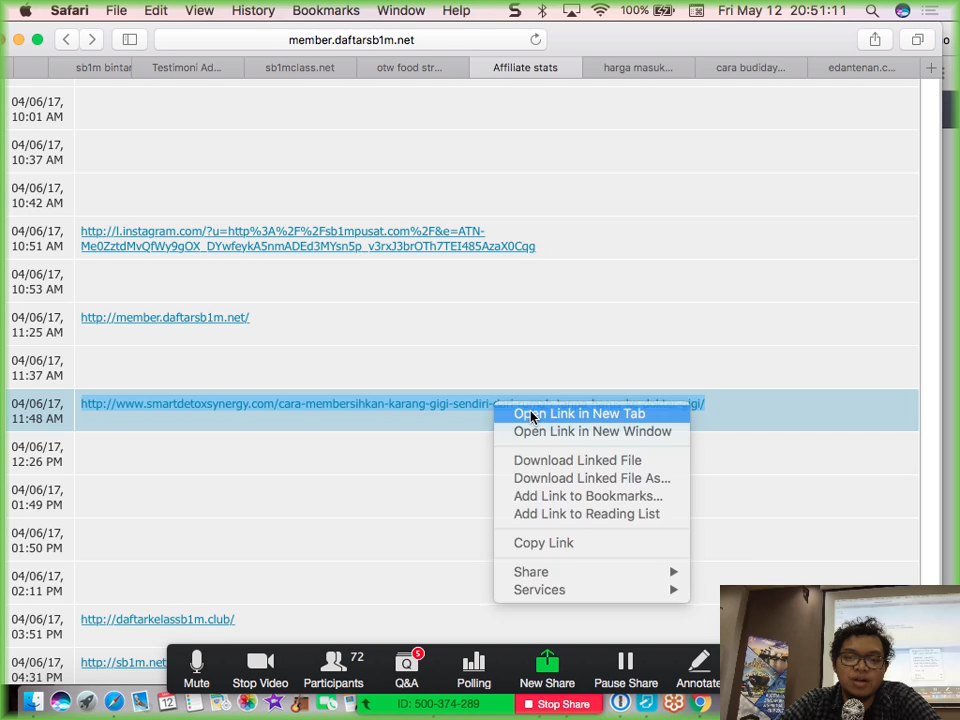 Safari File Edit View History Bookmarks Window Help 100% Fri May 12 20:51:11
member.daftarsb1m.net
sb1m bintar Testimoni Ad... sb1mclass.net otw food str... Affiliate stats harga masuk... cara budiday... edantenan.c...
04/06/17,
10:01 AM
04/06/17,
10:37 AM
04/06/17,
10:42 AM
04/06/17,
10:51 AM
http://l.instagram.com/?u=http%3A%2F%2Fsb1mpusat.com%2F&e=ATN-
Me0ZztdMvQfWy9gOX_DYwfeykA5nmADEd3MYsn5p_v3rxJ3brOTh7TEI485AzaX0Cqg
04/06/17,
10:53 AM
04/06/17,
11:25 AM
http://member.daftarsb1m.net/
04/06/17,
11:37 AM
04/06/17,
11:48 AM
http://www.smartdetoxsynergy.com/cara-membersihkan-karang-gigi-sendiri-
Open Link in New Tab
Open Link in New Window
Download Linked File
Download Linked File As...
Add Link to Bookmarks...
Add Link to Reading List
Copy Link
Share
Services
04/06/17,
12:26 PM
04/06/17,
01:49 PM
04/06/17,
01:50 PM
04/06/17,
02:11 PM
04/06/17,
03:51 PM
http://daftarkelassb1m.club/
04/06/17,
04:31 PM
http://sb1m.net
72
5
Mute Stop Video Participants Q&A Polling New Share Pause Share Annotate
12
ID: 500-374-289 Stop Share